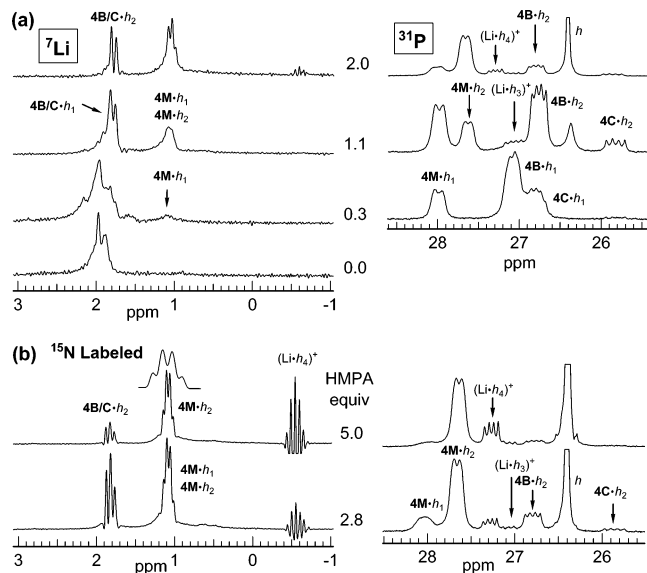 (a)
⁷Li
4B/C•h₂
2.0
4B/C•h₁
4M•h₁
4M•h₂
1.1
4M•h₁
0.3
0.0
3 2 1 0 -1
ppm
³¹P
(Li•h₄)⁺
4B•h₂
h
4M•h₂
(Li•h₃)⁺
4B•h₂
4C•h₂
4M•h₁
4B•h₁
4C•h₁
28 27 26
ppm
(b)
¹⁵N Labeled
(Li•h₄)⁺
HMPA
equiv
4B/C•h₂
4M•h₂
5.0
4M•h₁
4M•h₂
2.8
3 2 1 0 -1
ppm
(Li•h₄)⁺
4M•h₂
(Li•h₃)⁺
4B•h₂
h
4C•h₂
4M•h₁
28 27 26
ppm